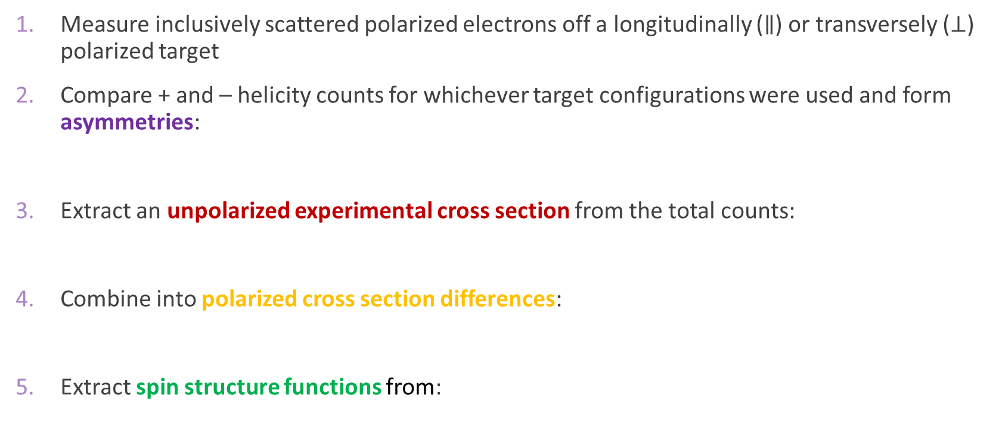 1. Measure inclusively scattered polarized electrons off a longitudinally (∥) or transversely (⊥)
polarized target
2. Compare + and – helicity counts for whichever target configurations were used and form
asymmetries:
3. Extract an unpolarized experimental cross section from the total counts:
4. Combine into polarized cross section differences:
5. Extract spin structure functions from: